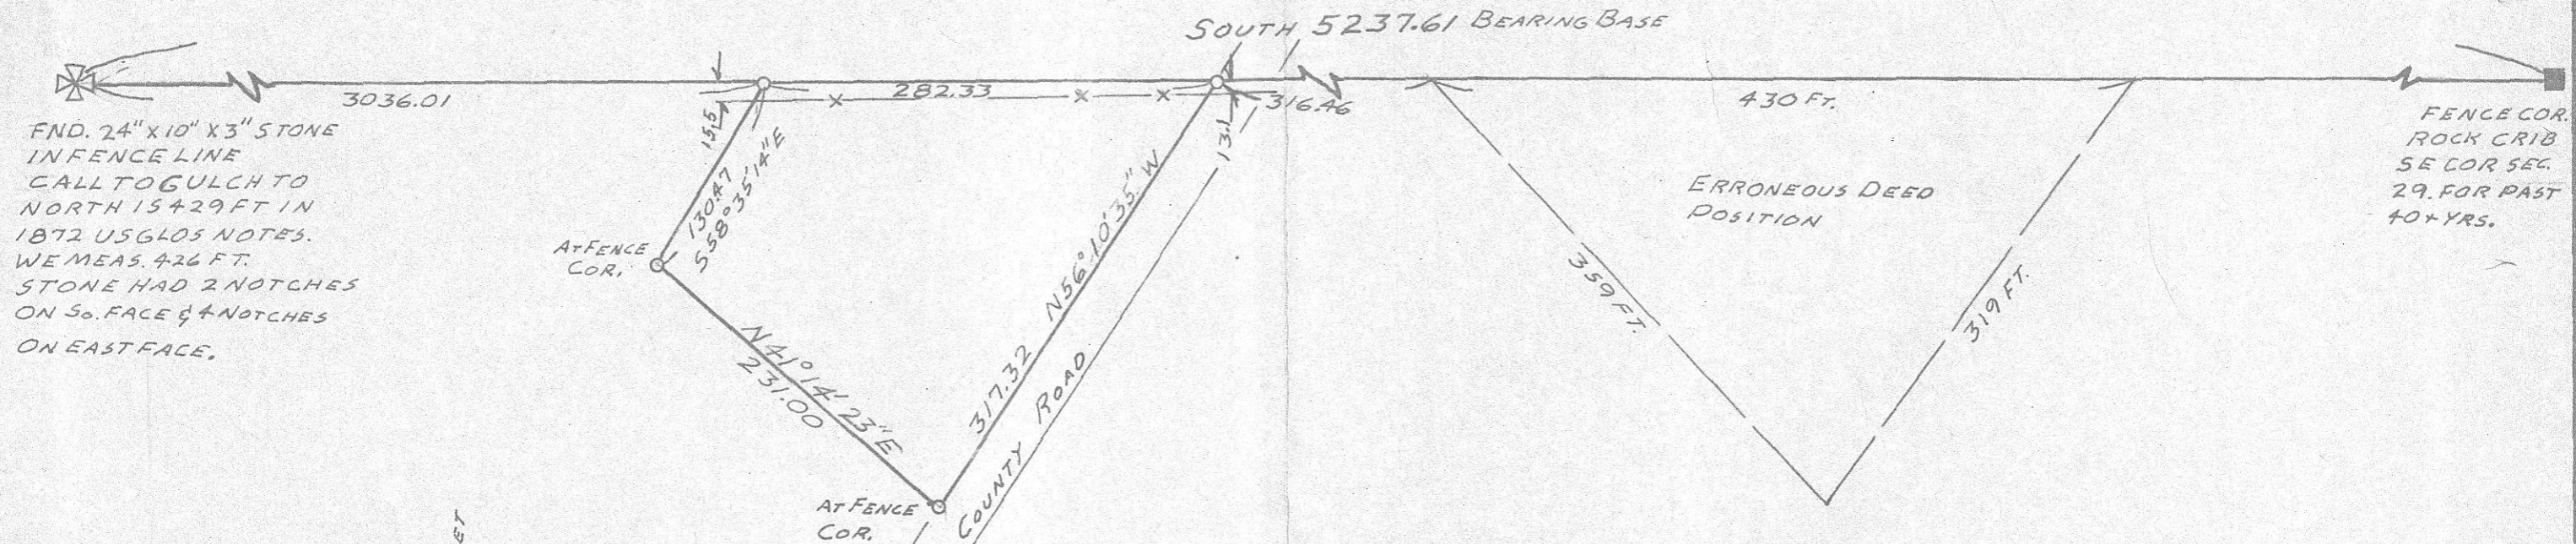 SOUTH 5237.61 BEARING BASE
3036.01
282.33
316.46
430 FT.
15.5
13.1
FND. 24" X 10" X 3" STONE
IN FENCE LINE
CALL TO GULCH TO
NORTH IS 429 FT IN
1872 USGLOS NOTES.
WE MEAS. 426 FT.
STONE HAD 2 NOTCHES
ON SO. FACE & 4 NOTCHES
ON EAST FACE.
130.47
S58°35'14"E
AT FENCE
COR.
N41°14'23"E
231.00
317.32 N56°10'35"W
COUNTY ROAD
AT FENCE
COR.
ERRONEOUS DEED
POSITION
359 FT.
319 FT.
FENCE COR.
ROCK CRIB
SE COR SEC.
29. FOR PAST
40+ YRS.
ET